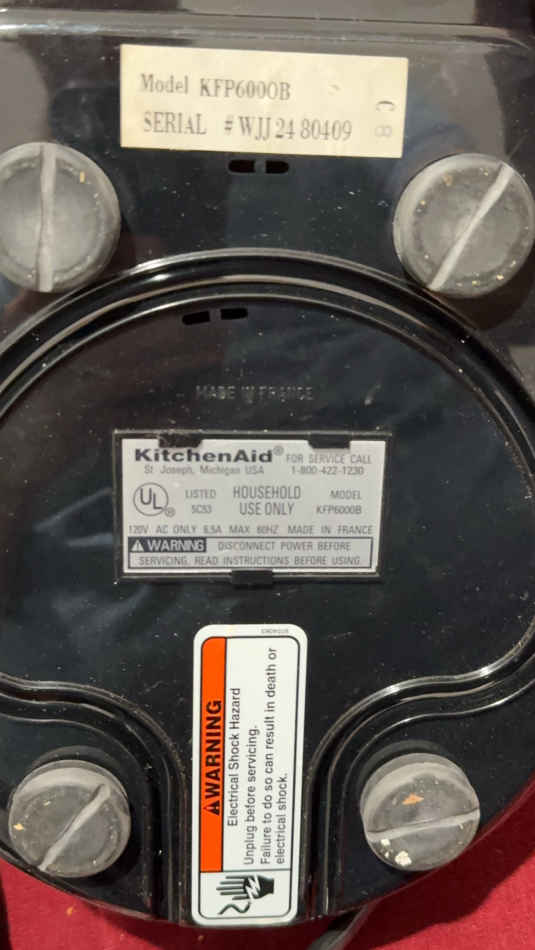 Model KFP600OB
SERIAL # WJJ 24 80409
C 8
MADE IN FRANCE
KitchenAid® FOR SERVICE CALL
St. Joseph, Michigan USA 1-800-422-1230
UL® LISTED 5C53 HOUSEHOLD USE ONLY MODEL KFP600OB
120V AC ONLY 6.5A MAX 60HZ MADE IN FRANCE
WARNING DISCONNECT POWER BEFORE
SERVICING. READ INSTRUCTIONS BEFORE USING.
WARNING
Electrical Shock Hazard
Unplug before servicing.
Failure to do so can result in death or
electrical shock.